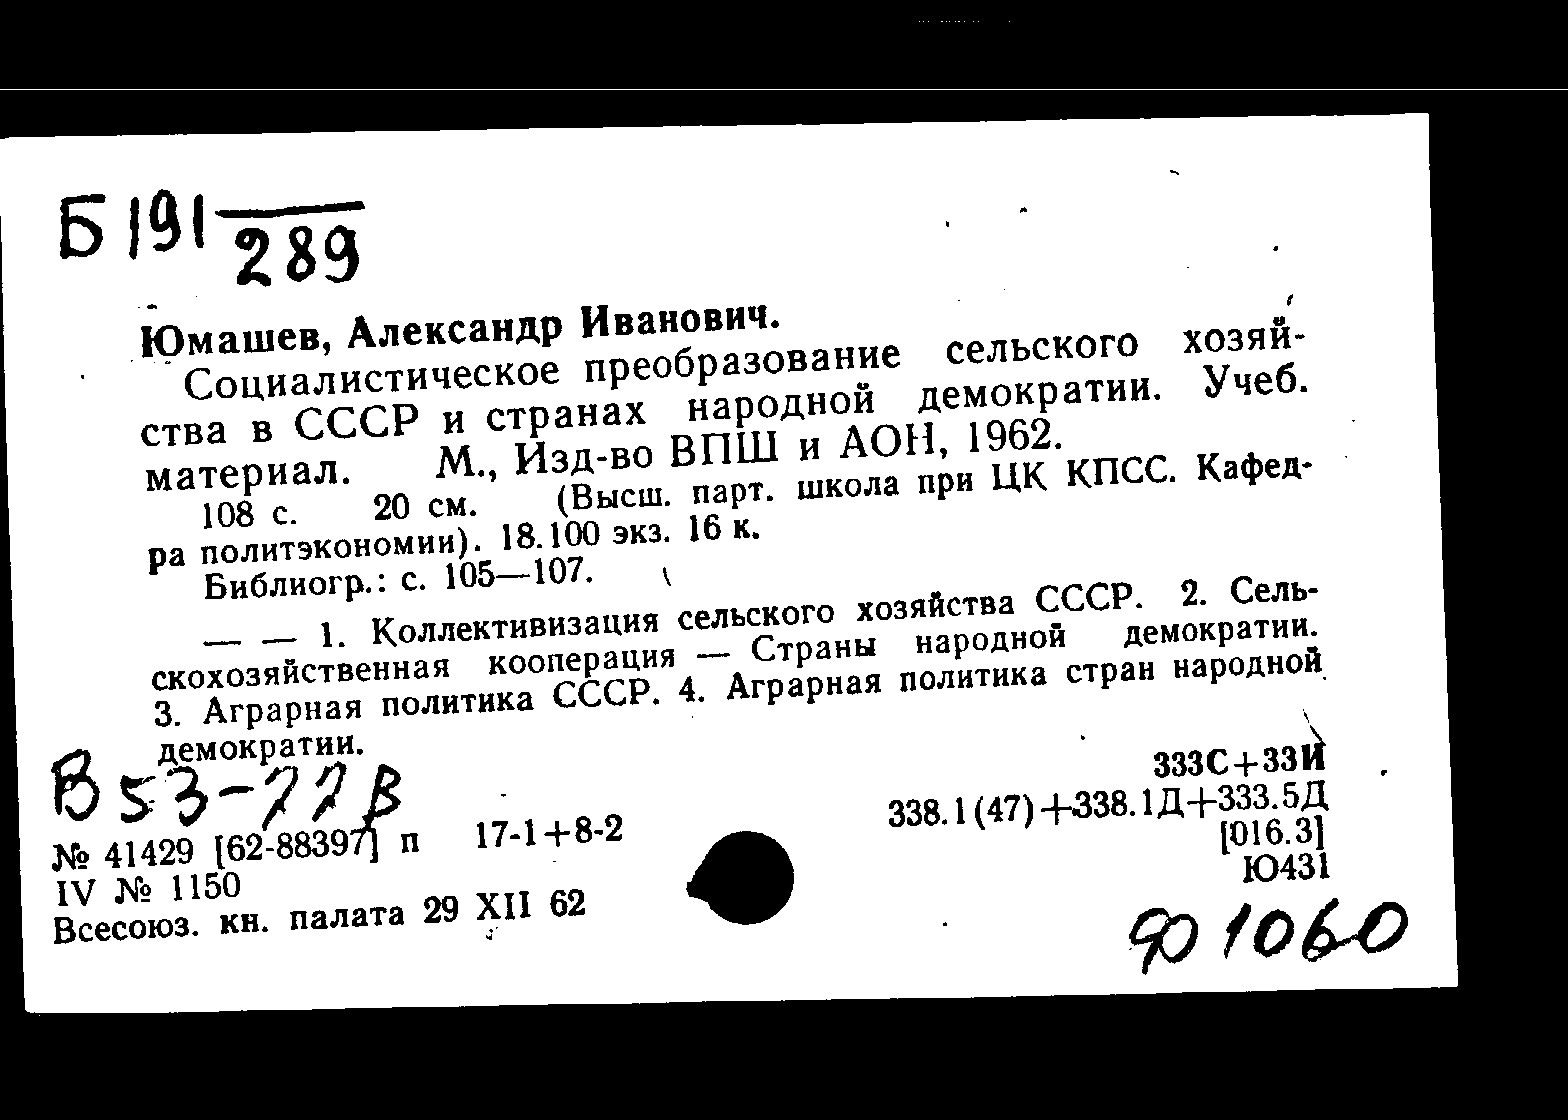 Б 191
289
Юмашев, Александр Иванович.
Социалистическое преобразование сельского хозяй-
ства в СССР и странах народной демократии. Учеб.
материал. М., Изд-во ВПШ и АОН, 1962.
108 с. 20 см. (Высш. парт. школа при ЦК КПСС. Кафед-
ра политэкономии). 18.100 экз. 16 к.
Библиогр.: с. 105—107.
— — 1. Коллективизация сельского хозяйства СССР. 2. Сель-
скохозяйственная кооперация — Страны народной демократии.
3. Аграрная политика СССР. 4. Аграрная политика стран народной
демократии.
В 53-77 В
333С+33И
338.1(47)+338.1Д+333.5Д
[016.3]
Ю431
№ 41429 [62-88397] п 17-1+8-2
IV № 1150
Всесоюз. кн. палата 29 XII 62
Ф 1060